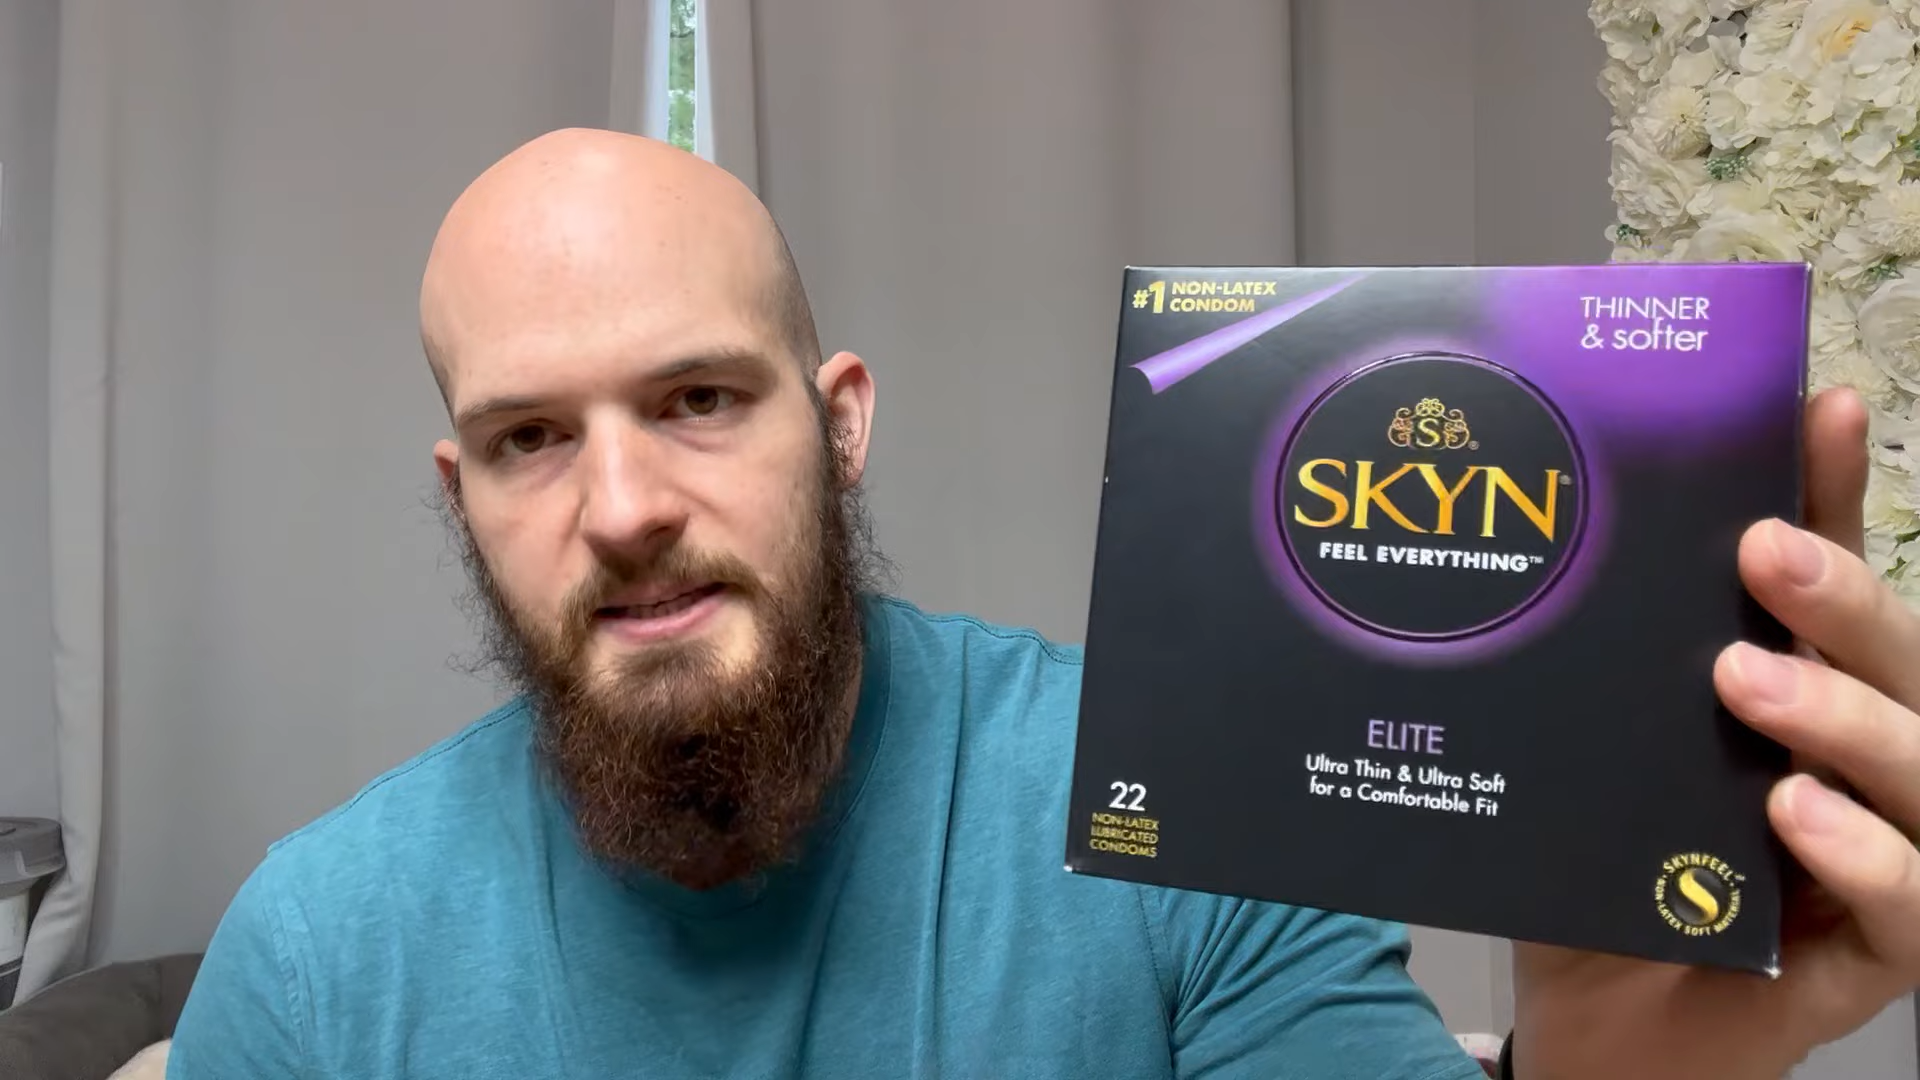 #1 NON-LATEX
CONDOM
THINNER
& softer
S
SKYN®
FEEL EVERYTHING™
ELITE
Ultra Thin & Ultra Soft
for a Comfortable Fit
22
NON-LATEX
LUBRICATED
CONDOMS
SKYNFEEL
S
NON-LATEX SOFT MATERIAL